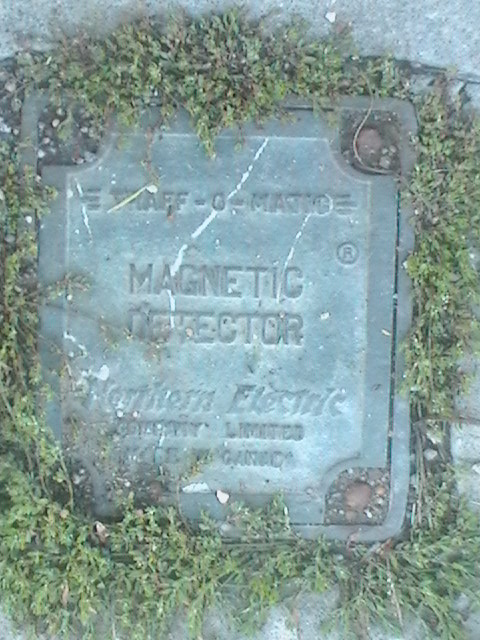 TRAFF-O-MATIC
®
MAGNETIC
DETECTOR
Northern Electric
COMPANY LIMITED
MADE IN CANADA